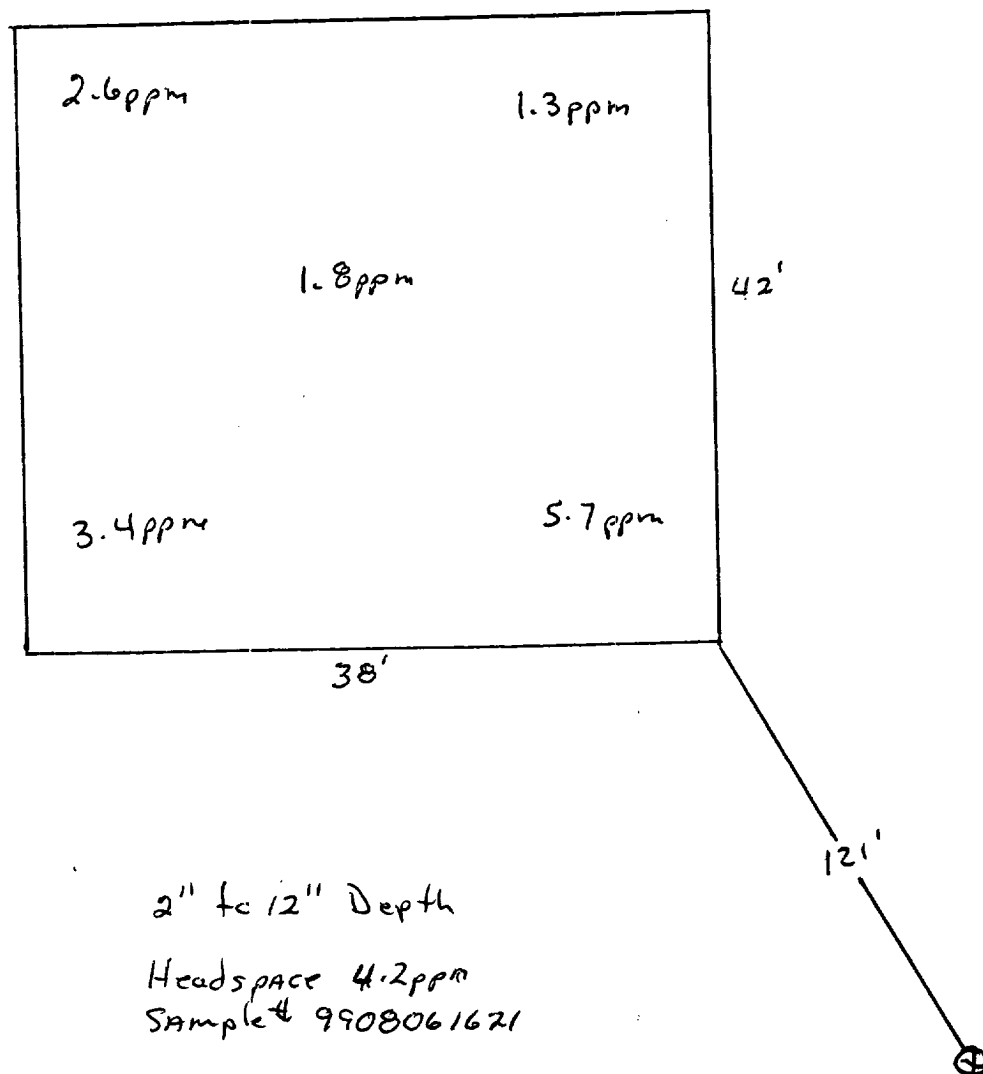 2.6ppm
1.3ppm
1.8ppm
42'
3.4ppm
5.7ppm
38'
121'
2" to 12" Depth
Headspace 4.2ppm
Sample# 9908061621